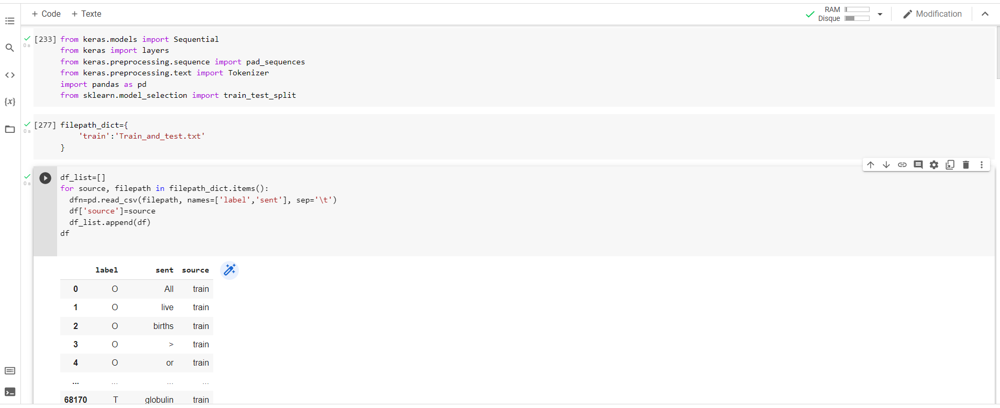 + Code + Texte
RAM
Disque
Modification
[233] from keras.models import Sequential
from keras import layers
from keras.preprocessing.sequence import pad_sequences
from keras.preprocessing.text import Tokenizer
import pandas as pd
from sklearn.model_selection import train_test_split
0 s
[277] filepath_dict={
0 s
'train':'Train_and_test.txt'
}
df_list=[]
0 s
for source, filepath in filepath_dict.items():
dfn=pd.read_csv(filepath, names=['label','sent'], sep='\t')
df['source']=source
df_list.append(df)
df
label sent source
0 O All train
1 O live train
2 O births train
3 O > train
4 O or train
... ... ... ...
68170 T globulin train